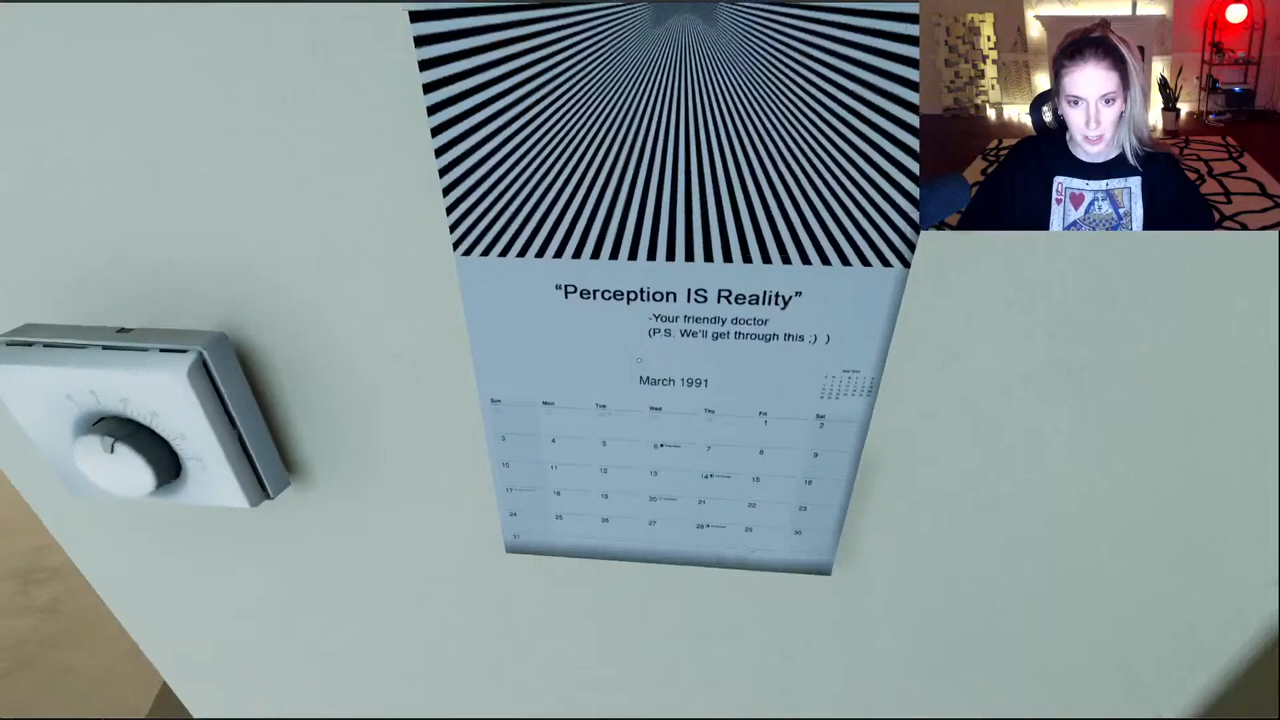 “Perception IS Reality”
-Your friendly doctor
(P.S. We'll get through this ;) )
March 1991
Sun Mon Tue Wed Thu Fri Sat
1 2
3 4 5 6 7 8 9
10 11 12 13 14 15 16
17 18 19 20 21 22 23
24 25 26 27 28 29 30
31
Q